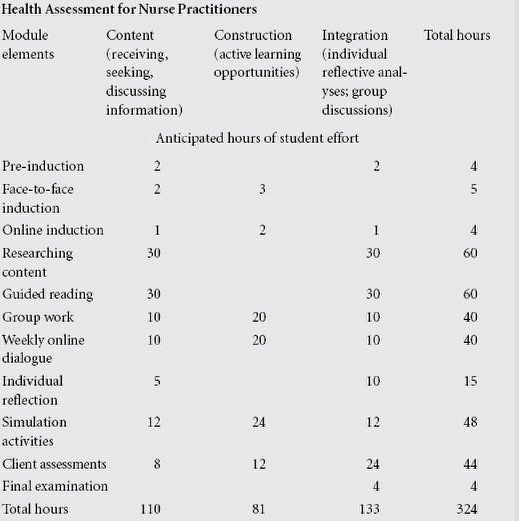 Health Assessment for Nurse Practitioners
Module Content Construction Integration Total hours
elements (receiving, (active learning (individual
seeking, opportunities) reflective anal-
discussing yses; group
information) discussions)
Anticipated hours of student effort
Pre-induction 2 2 4
Face-to-face 2 3 5
induction
Online induction 1 2 1 4
Researching 30 30 60
content
Guided reading 30 30 60
Group work 10 20 10 40
Weekly online 10 20 10 40
dialogue
Individual 5 10 15
reflection
Simulation 12 24 12 48
activities
Client assessments 8 12 24 44
Final examination 4 4
Total hours 110 81 133 324